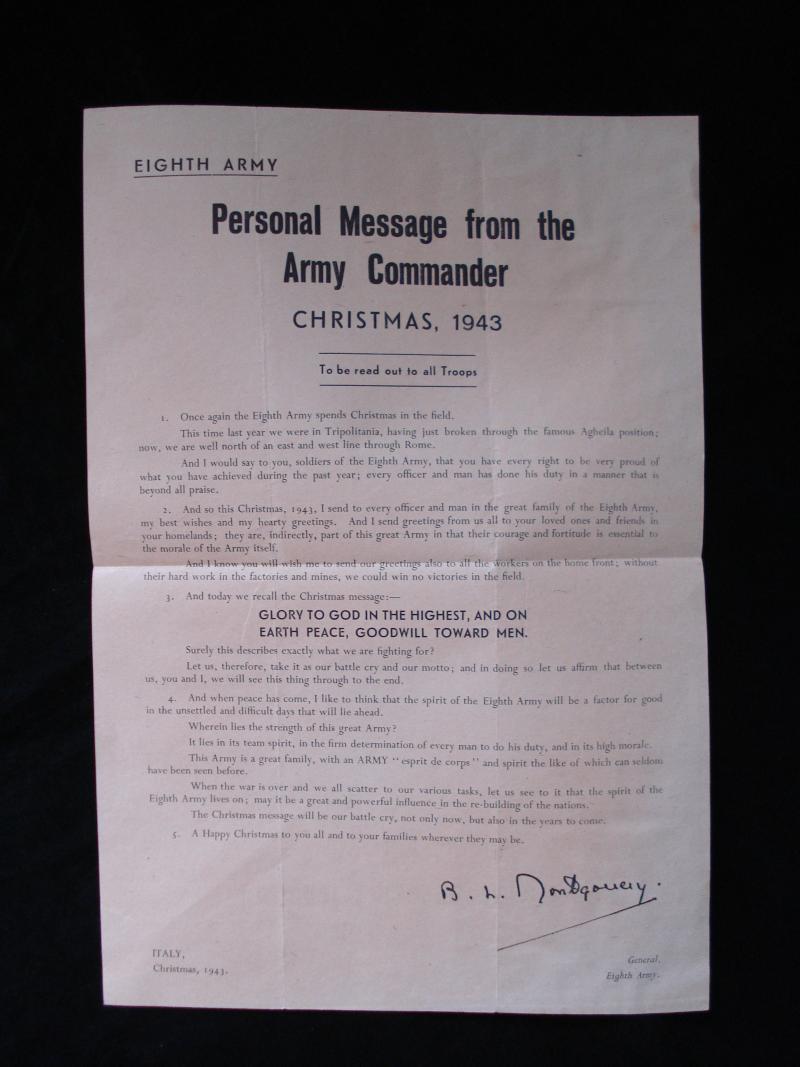 EIGHTH ARMY
Personal Message from the
Army Commander
CHRISTMAS, 1943
To be read out to all Troops
1. Once again the Eighth Army spends Christmas in the field.
This time last year we were in Tripolitania, having just broken through the famous Agheila position;
now, we are well north of an east and west line through Rome.
And I would say to you, soldiers of the Eighth Army, that you have every right to be very proud of
what you have achieved during the past year; every officer and man has done his duty in a manner that is
beyond all praise.
2. And so this Christmas, 1943, I send to every officer and man in the great family of the Eighth Army,
my best wishes and my hearty greetings. And I send greetings from us all to your loved ones and friends in
your homelands; they are, indirectly, part of this great Army in that their courage and fortitude is essential to
the morale of the Army itself.
And I know you will wish me to send our greetings also to all the workers on the home front; without
their hard work in the factories and mines, we could win no victories in the field.
3. And today we recall the Christmas message:—
GLORY TO GOD IN THE HIGHEST, AND ON
EARTH PEACE, GOODWILL TOWARD MEN.
Surely this describes exactly what we are fighting for?
Let us, therefore, take it as our battle cry and our motto; and in doing so let us affirm that between
us, you and I, we will see this thing through to the end.
4. And when peace has come, I like to think that the spirit of the Eighth Army will be a factor for good
in the unsettled and difficult days that will lie ahead.
Wherein lies the strength of this great Army?
It lies in its team spirit, in the firm determination of every man to do his duty, and in its high morale.
This Army is a great family, with an ARMY "esprit de corps" and spirit the like of which can seldom
have been seen before.
When the war is over and we all scatter to our various tasks, let us see to it that the spirit of the
Eighth Army lives on; may it be a great and powerful influence in the re-building of the nations.
The Christmas message will be our battle cry, not only now, but also in the years to come.
5. A Happy Christmas to you all and to your families wherever they may be.
B. L. Montgomery.
ITALY,
Christmas, 1943.
General,
Eighth Army.